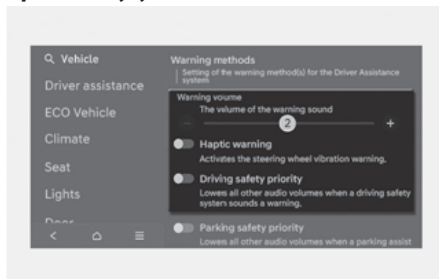 Vehicle
Driver assistance
ECO Vehicle
Climate
Seat
Lights
Door
Warning methods
Setting of the warning method(s) for the Driver Assistance
system
Warning voume
The velume of the warning sound
2
+
Haptic warning
Activates the steering wheel vibration warning.
Driving safety priority
Lowers all other audio volumes when a driving safety
system sounds a warning.
Parking safety priority
Lowers all other audio volumes when a parking assist